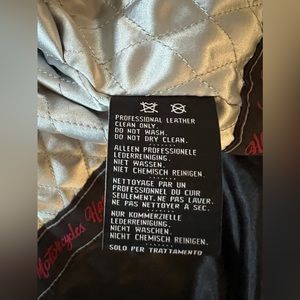 PROFESSIONAL LEATHER
CLEAN ONLY.
DO NOT WASH.
DO NOT DRY CLEAN.
ALLEEN PROFESSIONELE
LEDERREINIGING.
NIET WASSEN.
NIET CHEMISCH REINIGEN.
NETTOYAGE PAR UN
PROFESSIONNEL DU CUIR
SEULEMENT. NE PAS LAVER.
NE PAS NETTOYER A SEC.
NUR KOMMERZIELLE
LEDERREINIGUNG.
NICHT WASCHEN.
NICHT CHEMISCH REINIGEN.
SOLO PER TRATTAMENTO
Motorcycles